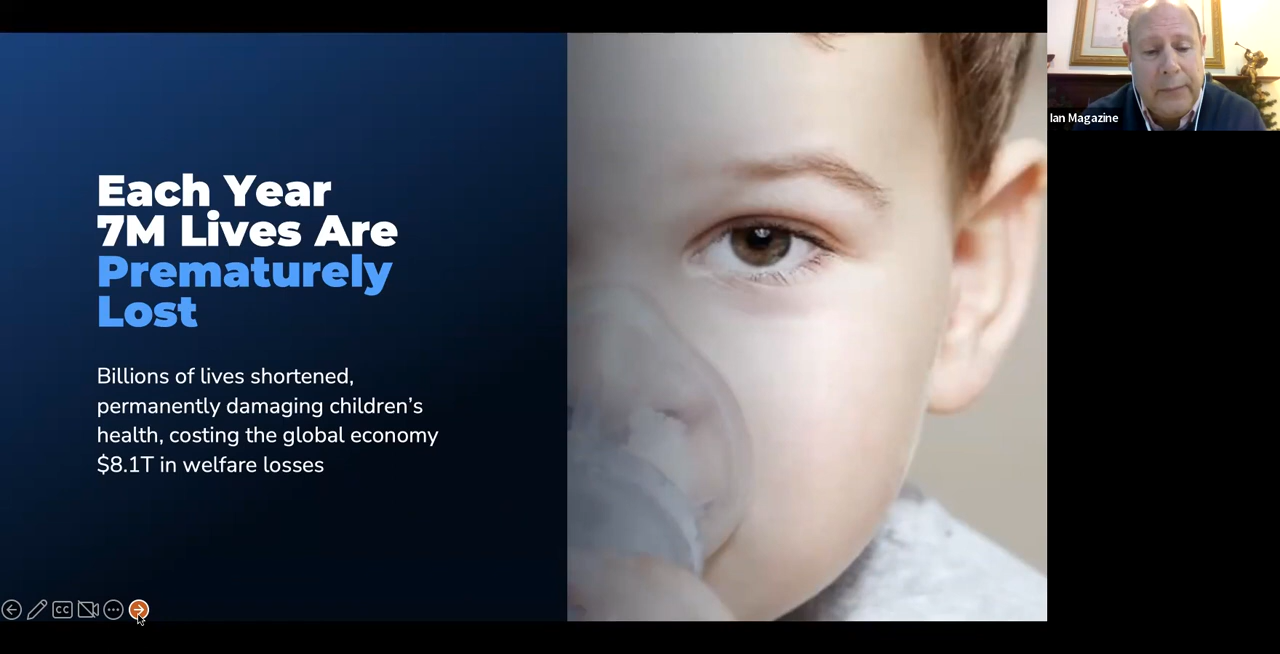 Each Year
7M Lives Are
Prematurely
Lost
Billions of lives shortened,
permanently damaging children’s
health, costing the global economy
$8.1T in welfare losses
Ian Magazine
CC